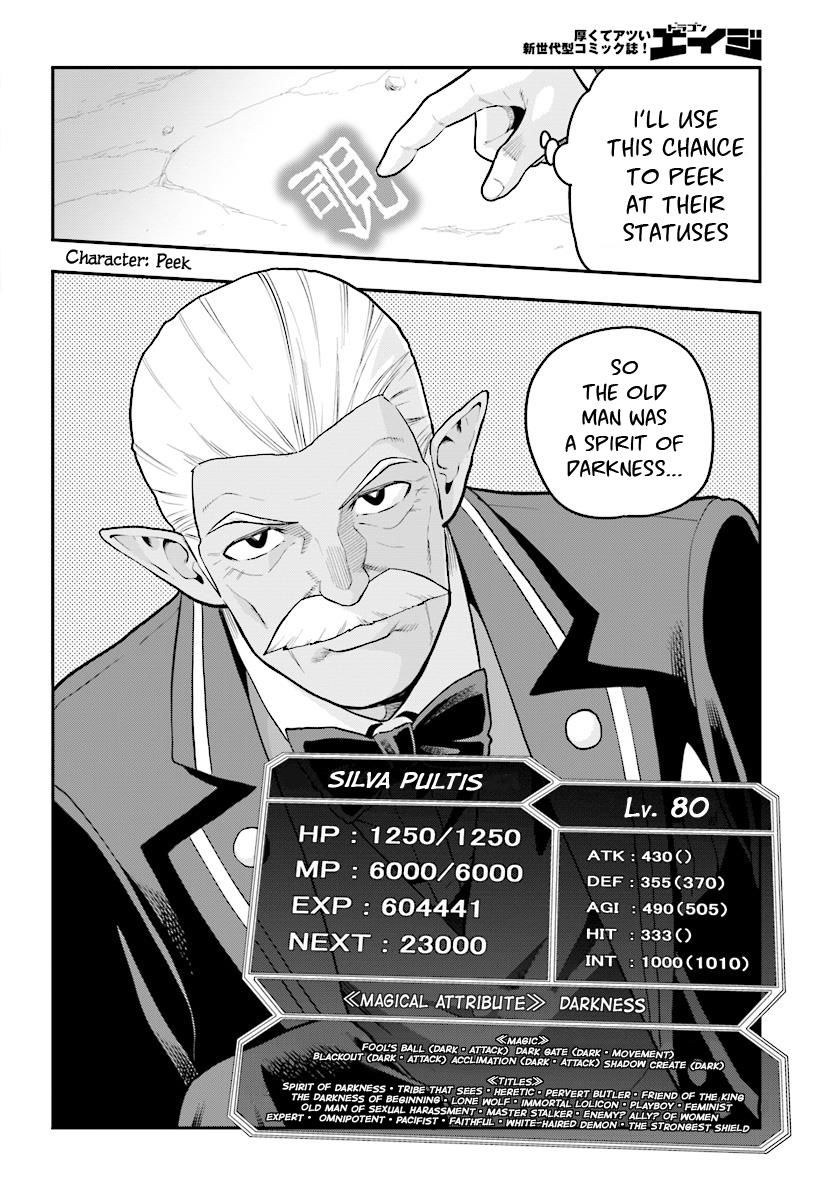 厚くてアツい
新世代型コミック誌!
ドラゴン
エイジ
I'LL USE
THIS CHANCE
TO PEEK
AT THEIR
STATUSES
覗
Character: Peek
SO
THE OLD
MAN WAS
A SPIRIT OF
DARKNESS...
SILVA PULTIS
HP : 1250/1250
MP : 6000/6000
EXP : 604441
NEXT : 23000
Lv. 80
ATK : 430()
DEF : 355(370)
AGI : 490(505)
HIT : 333()
INT : 1000(1010)
≪MAGICAL ATTRIBUTE≫ DARKNESS
≪MAGIC≫
FOOL'S BALL (DARK・ATTACK) DARK GATE (DARK・MOVEMENT)
BLACKOUT (DARK・ATTACK) ACCLIMATION (DARK・ATTACK) SHADOW CREATE (DARK)
≪TITLES≫
SPIRIT OF DARKNESS・TRIBE THAT SEES・HERETIC・PERVERT BUTLER・FRIEND OF THE KING
THE DARKNESS OF BEGINNING・LONE WOLF・IMMORTAL LOLICON・PLAYBOY・FEMINIST
OLD MAN OF SEXUAL HARASSMENT・MASTER STALKER・ENEMY? ALLY? OF WOMEN
EXPERT・OMNIPOTENT・PACIFIST・FAITHFUL・WHITE-HAIRED DEMON・THE STRONGEST SHIELD